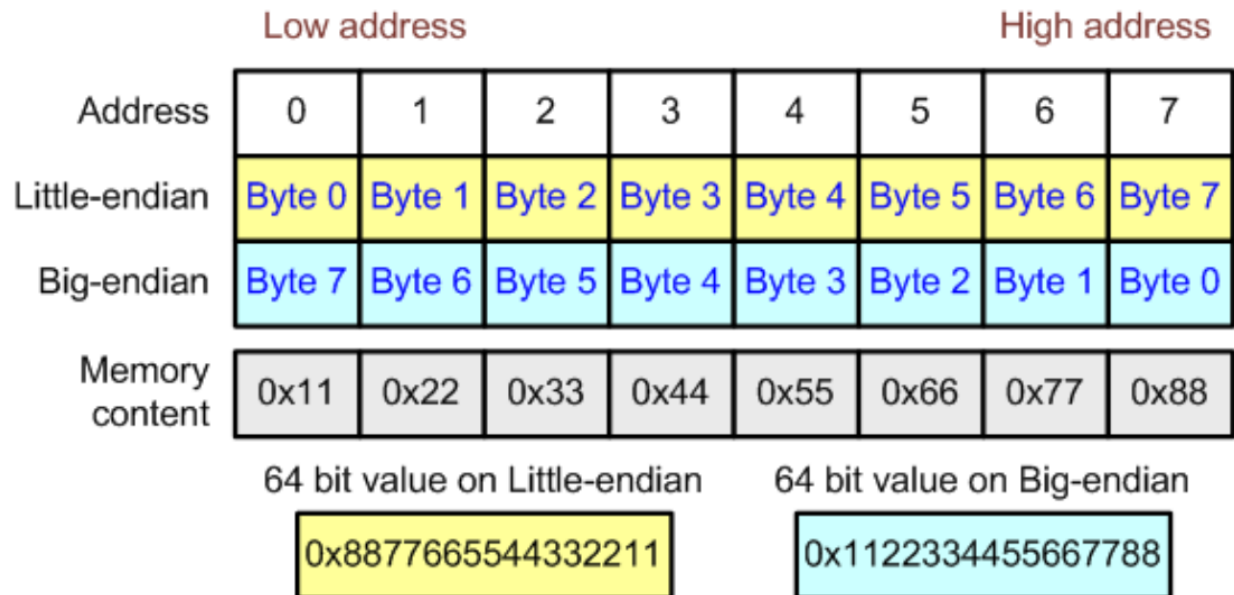 Low address High address
Address 0 1 2 3 4 5 6 7
Little-endian Byte 0 Byte 1 Byte 2 Byte 3 Byte 4 Byte 5 Byte 6 Byte 7
Big-endian Byte 7 Byte 6 Byte 5 Byte 4 Byte 3 Byte 2 Byte 1 Byte 0
Memory
content 0x11 0x22 0x33 0x44 0x55 0x66 0x77 0x88
64 bit value on Little-endian 64 bit value on Big-endian
0x8877665544332211 0x1122334455667788